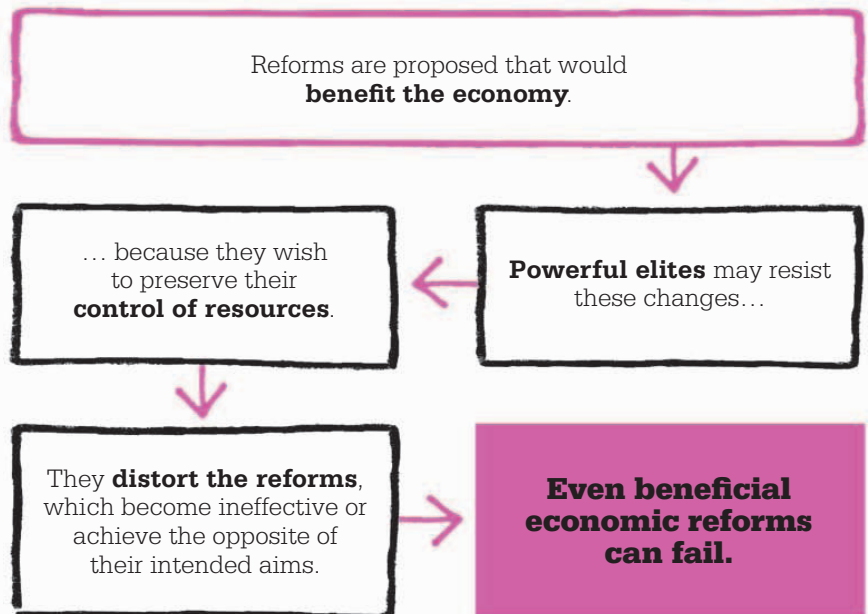 Reforms are proposed that would
benefit the economy.
Powerful elites may resist
these changes…
… because they wish
to preserve their
control of resources.
They distort the reforms,
which become ineffective or
achieve the opposite of
their intended aims.
Even beneficial
economic reforms
can fail.